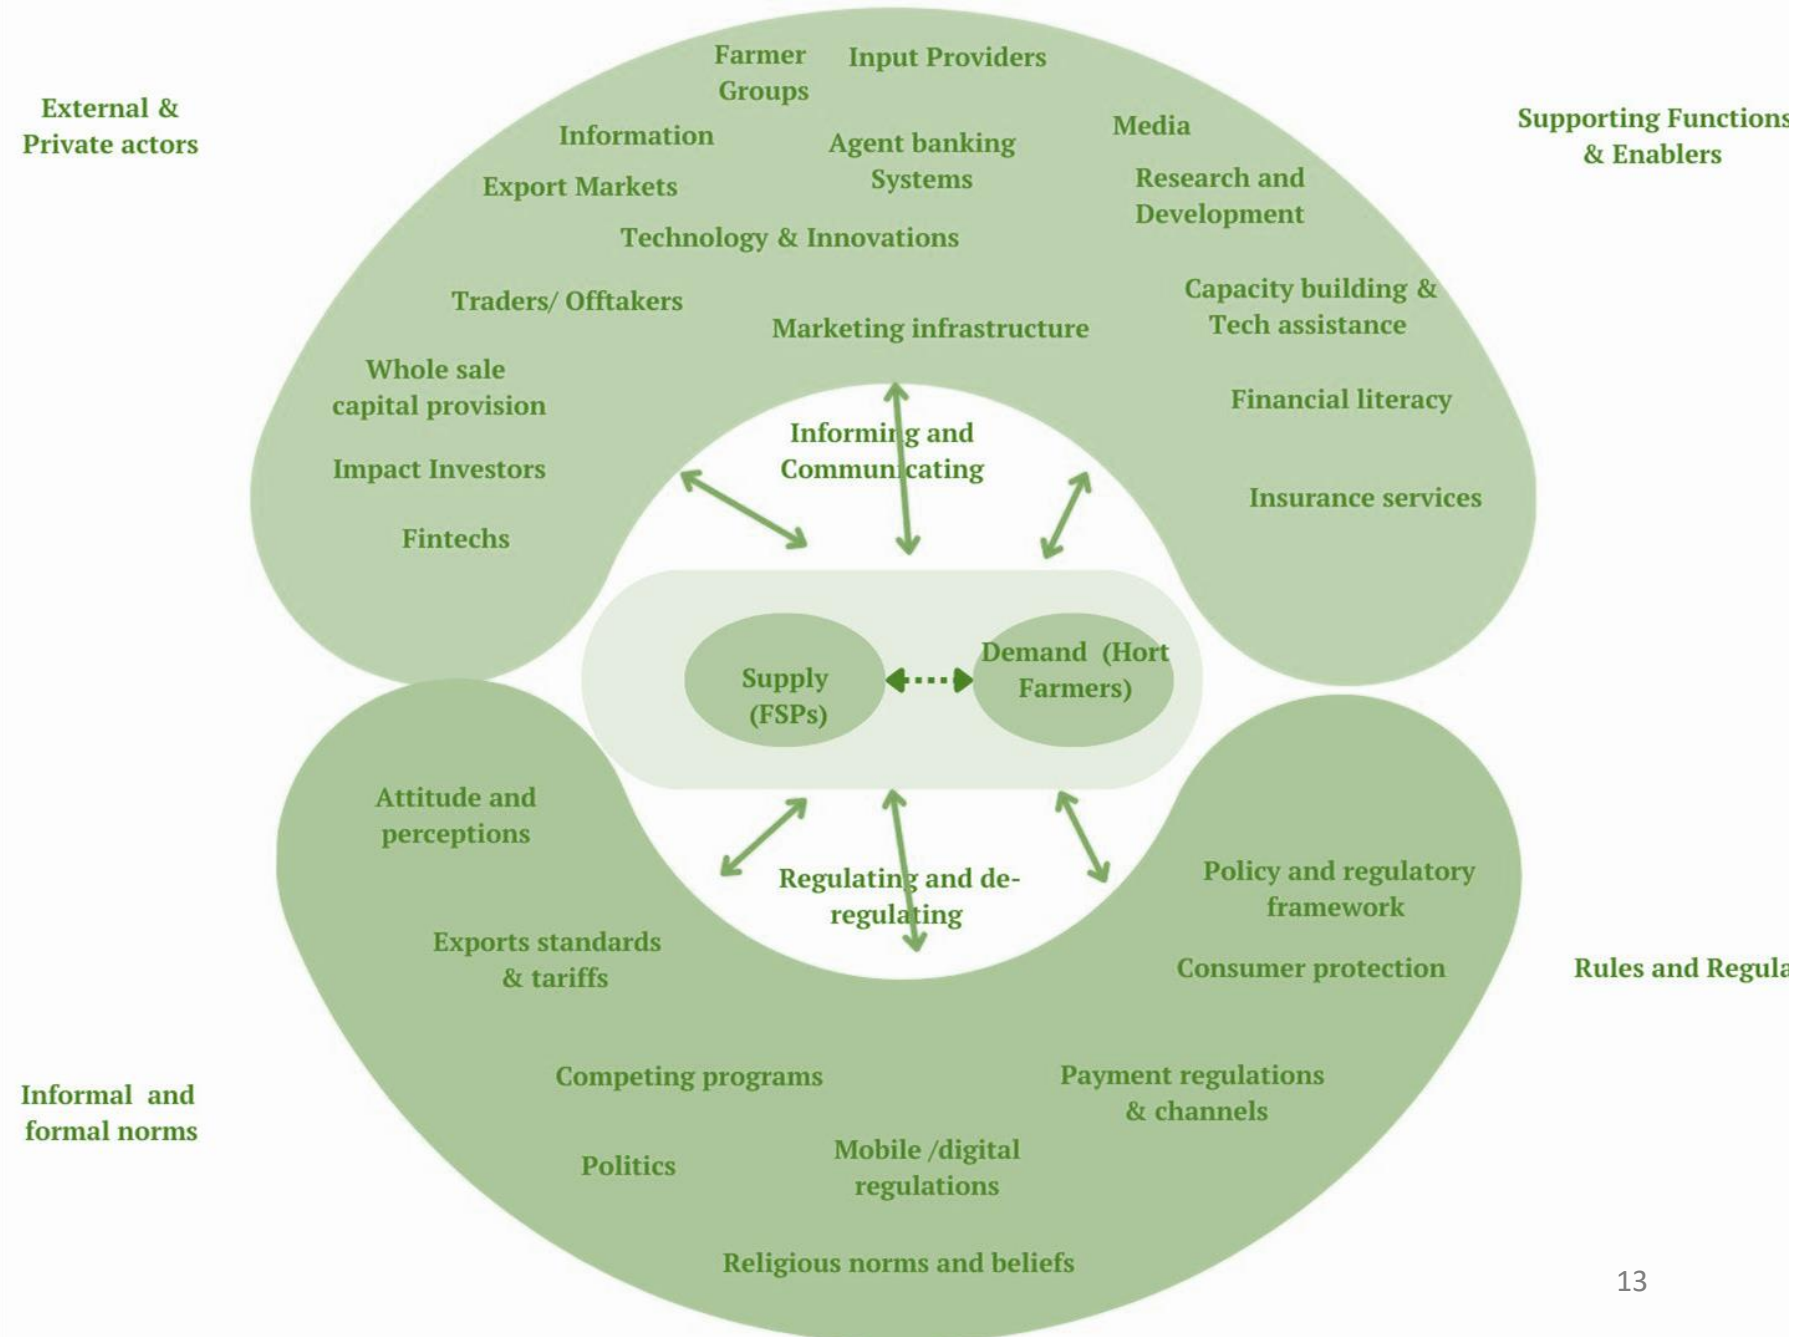 External &
Private actors
Supporting Functions
& Enablers
Farmer
Groups
Input Providers
Information
Agent banking
Systems
Media
Export Markets
Research and
Development
Technology & Innovations
Traders/ Offtakers
Capacity building &
Tech assistance
Marketing infrastructure
Whole sale
capital provision
Financial literacy
Informing and
Communicating
Impact Investors
Insurance services
Fintechs
Supply
(FSPs)
Demand (Hort
Farmers)
Attitude and
perceptions
Regulating and de-
regulating
Policy and regulatory
framework
Exports standards
& tariffs
Consumer protection
Rules and Regula
Competing programs
Payment regulations
& channels
Informal and
formal norms
Politics
Mobile /digital
regulations
Religious norms and beliefs
13